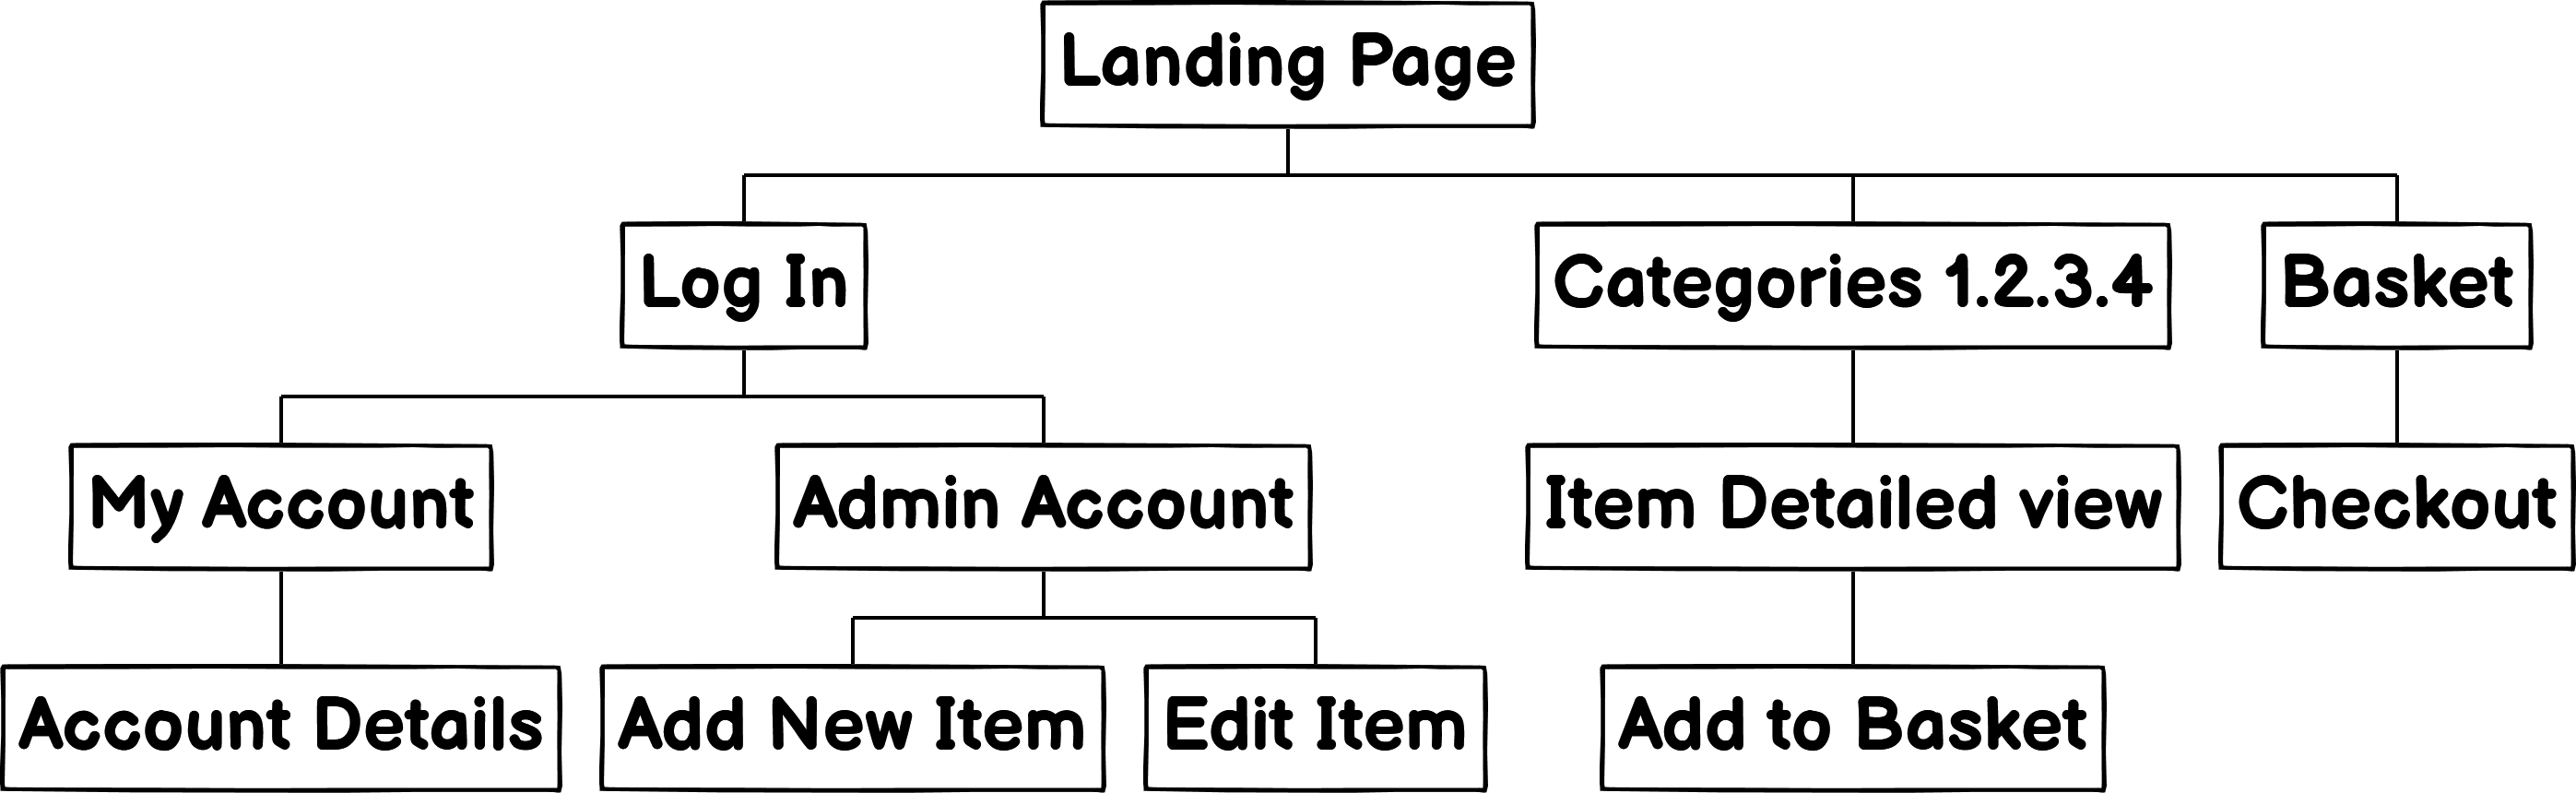 Landing Page
Log In
Categories 1.2.3.4
Basket
My Account
Admin Account
Item Detailed view
Checkout
Account Details
Add New Item
Edit Item
Add to Basket